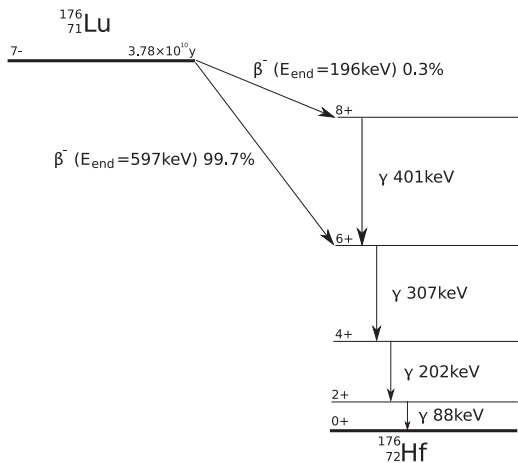 176
71Lu
7- 3.78×10¹⁰y
β⁻ (Eend=196keV) 0.3%
8+
β⁻ (Eend=597keV) 99.7%
γ 401keV
6+
γ 307keV
4+
γ 202keV
2+
γ 88keV
0+
176
72Hf